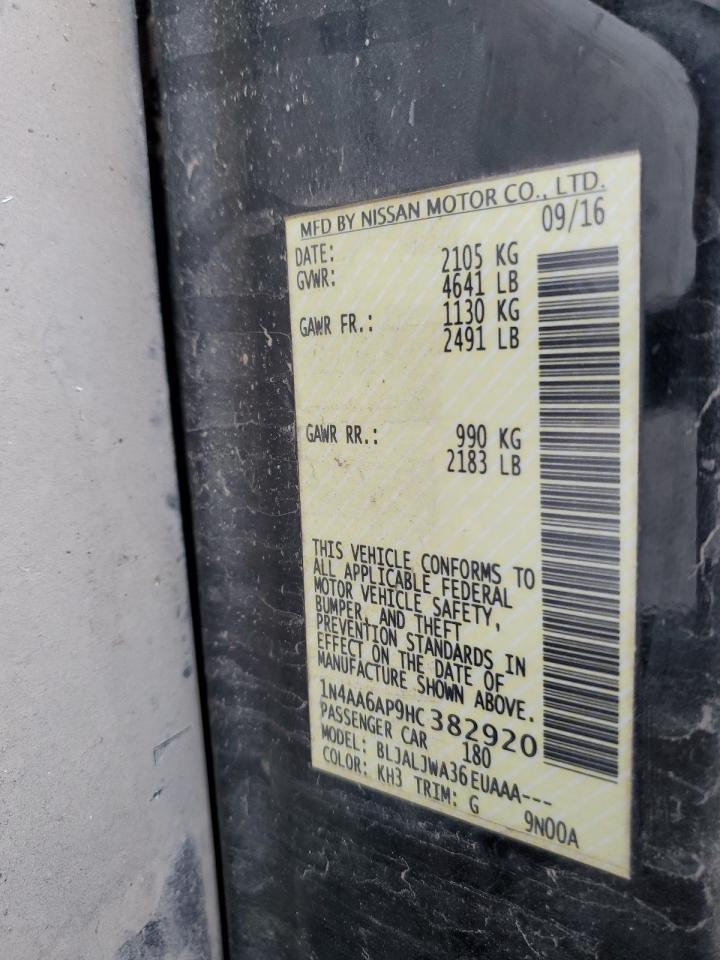 MFD BY NISSAN MOTOR CO., LTD.
DATE: 09/16
GVWR: 2105 KG
4641 LB
GAWR FR.: 1130 KG
2491 LB
GAWR RR.: 990 KG
2183 LB
THIS VEHICLE CONFORMS TO
ALL APPLICABLE FEDERAL
MOTOR VEHICLE SAFETY,
BUMPER, AND THEFT
PREVENTION STANDARDS IN
EFFECT ON THE DATE OF
MANUFACTURE SHOWN ABOVE.
1N4AA6AP9HC 382920
PASSENGER CAR 180
MODEL: BLJALJWA36EUAAA---
COLOR: KH3 TRIM: G 9N00A